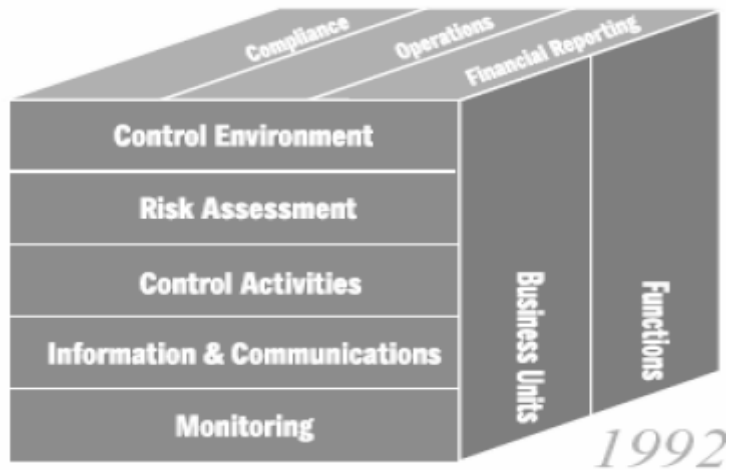 Compliance
Operations
Financial Reporting
Control Environment
Risk Assessment
Control Activities
Information & Communications
Monitoring
Business Units
Functions
1992